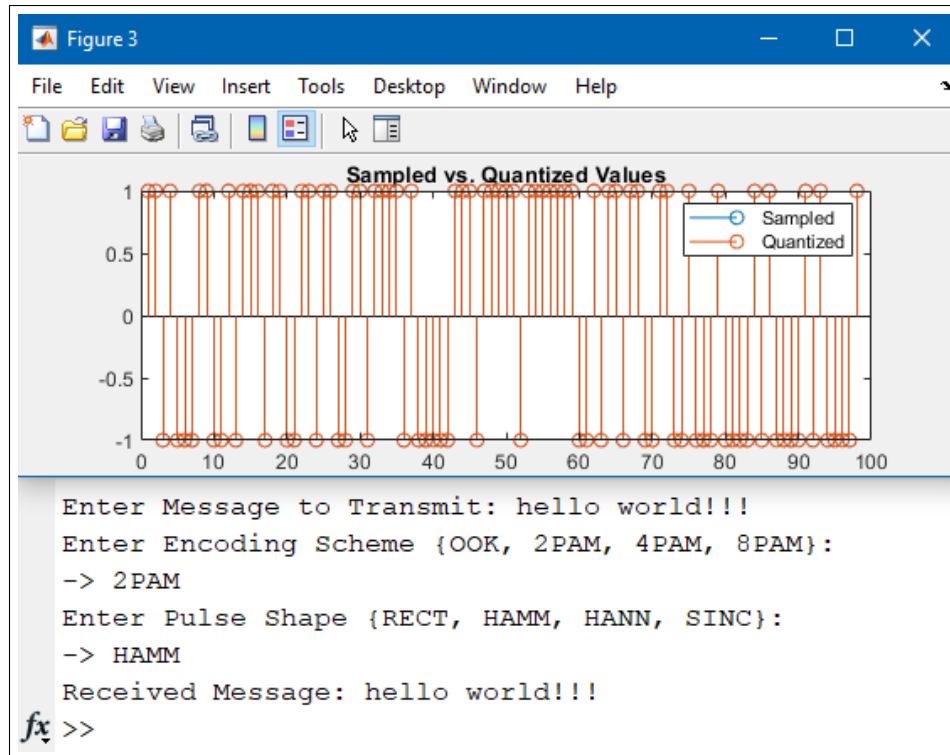 Figure 3
File Edit View Insert Tools Desktop Window Help
Sampled vs. Quantized Values
1
Sampled
Quantized
0.5
0
-0.5
-1
0 10 20 30 40 50 60 70 80 90 100
Enter Message to Transmit: hello world!!!
Enter Encoding Scheme {OOK, 2PAM, 4PAM, 8PAM}:
-> 2PAM
Enter Pulse Shape {RECT, HAMM, HANN, SINC}:
-> HAMM
Received Message: hello world!!!
fx >>